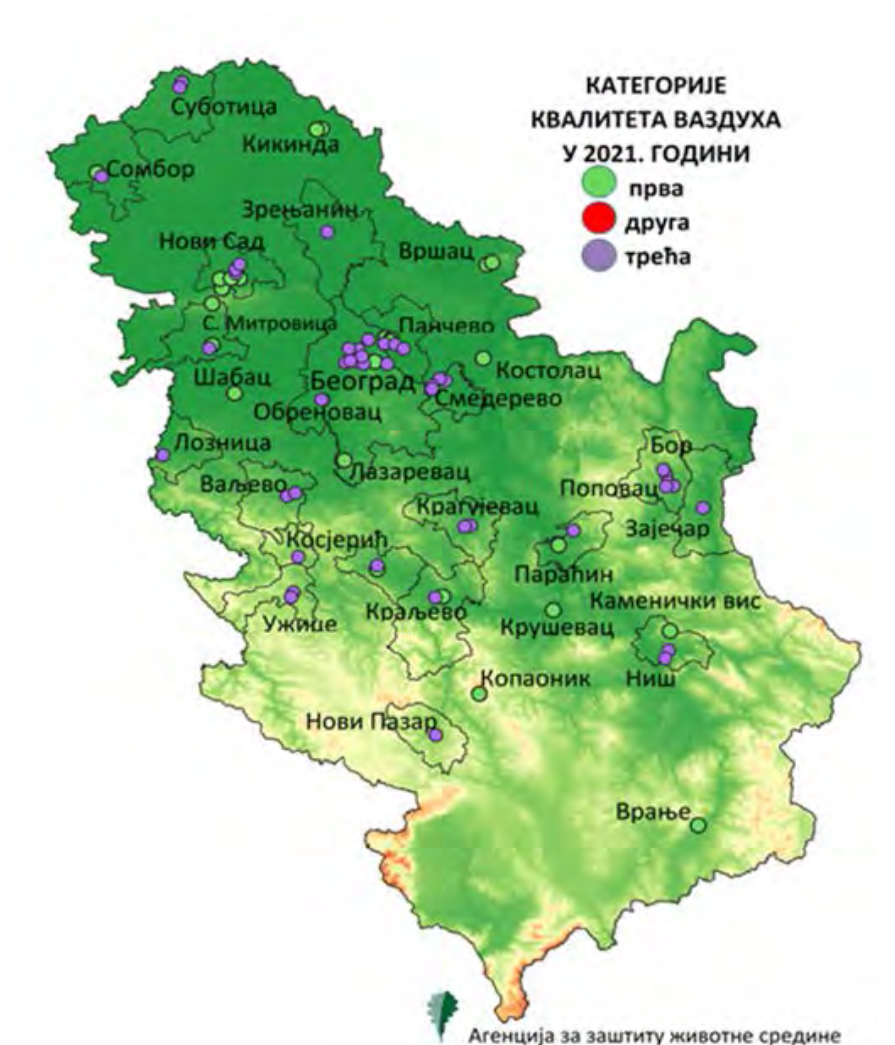 КАТЕГОРИЈЕ
КВАЛИТЕТА ВАЗДУХА
У 2021. ГОДИНИ
прва
друга
трећа
Суботица
Кикинда
Сомбор
Зрењанин
Нови Сад
Вршац
С. Митровица
Панчево
Шабац
Београд
Костолац
Обреновац
Смедерево
Лозница
Лазаревац
Бор
Ваљево
Поповац
Крагујевац
Зајечар
Косјерић
Параћин
Каменички вис
Ужице
Краљево
Крушевац
Копаоник
Ниш
Нови Пазар
Врање
Агенција за заштиту животне средине